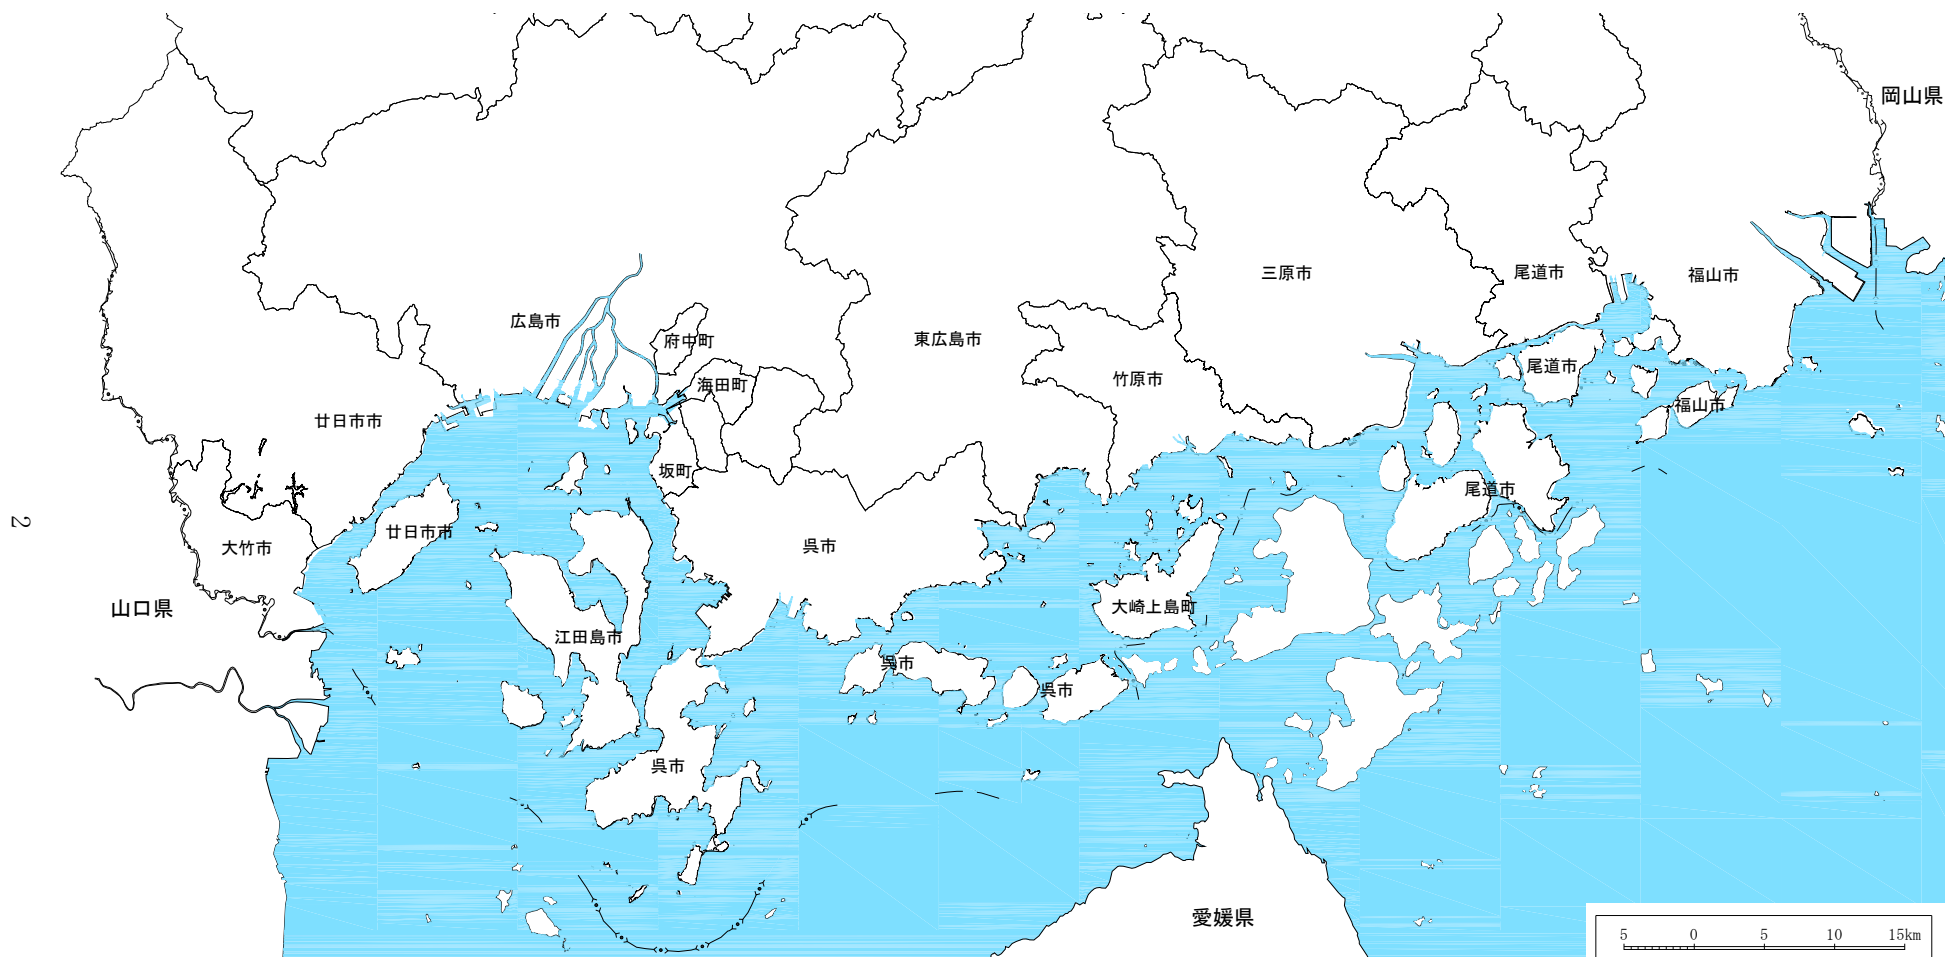 岡山県
三原市
尾道市
福山市
広島市
府中町
東広島市
尾道市
竹原市
海田町
福山市
廿日市市
坂町
尾道市
廿日市市
大竹市
呉市
山口県
大崎上島町
江田島市
呉市
呉市
呉市
愛媛県
5 0 5 10 15km
2